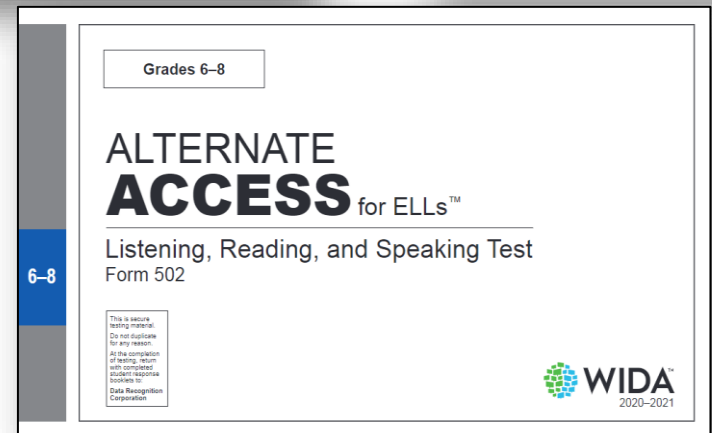 Grades 6–8
ALTERNATE
ACCESS for ELLs™
Listening, Reading, and Speaking Test
6–8
Form 502
This is secure
testing material.
Do not duplicate
for any reason.
At the completion
of testing, return
with completed
student response
booklets to:
Data Recognition
Corporation
WIDA™
2020–2021